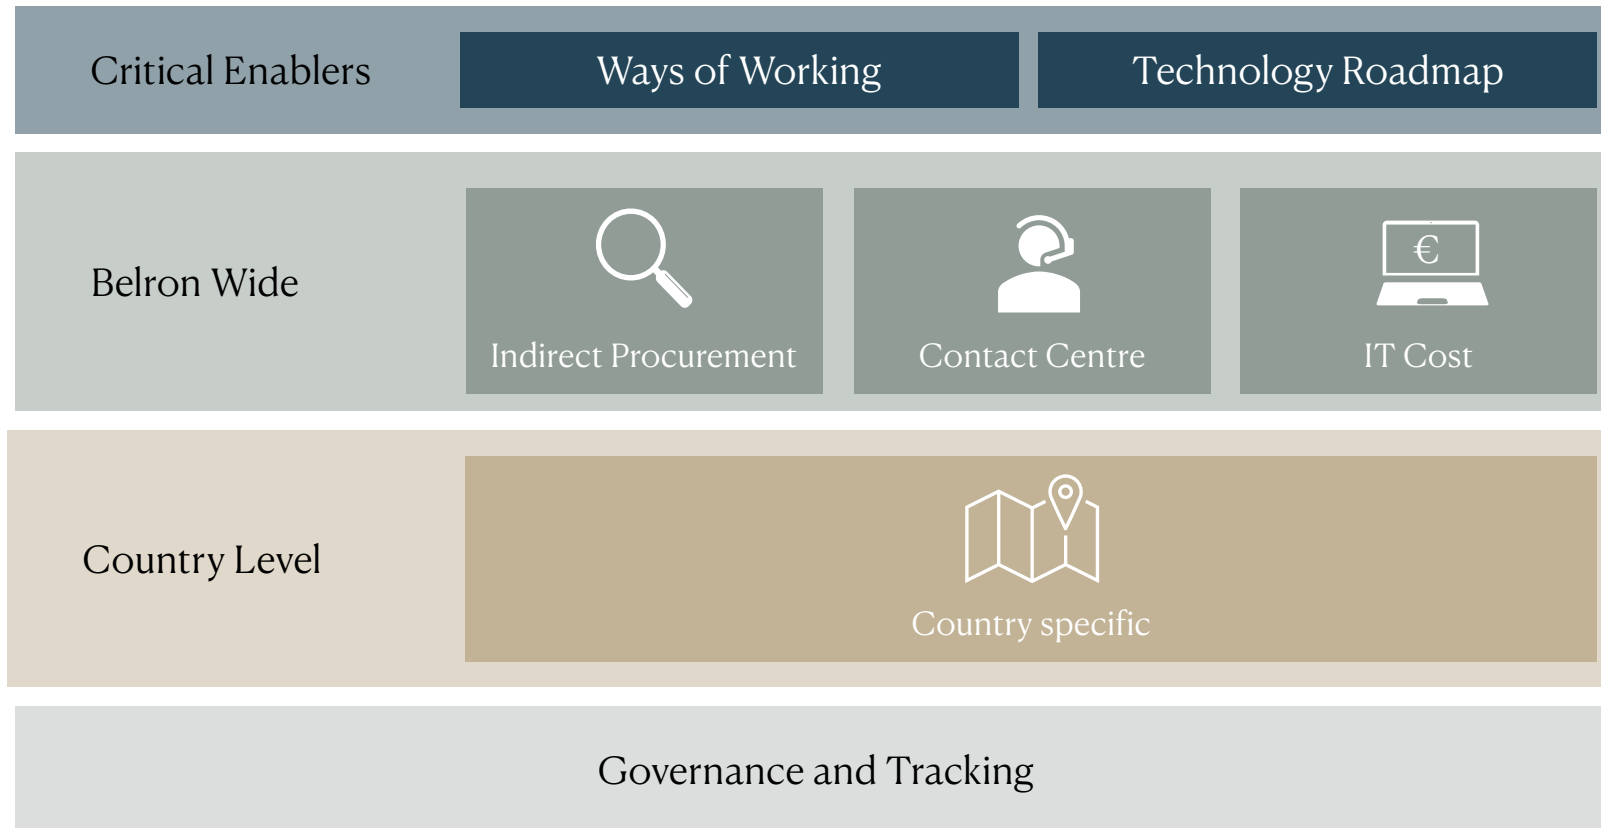 Critical Enablers
Ways of Working
Technology Roadmap
Belron Wide
€
Indirect Procurement
Contact Centre
IT Cost
Country Level
Country specific
Governance and Tracking